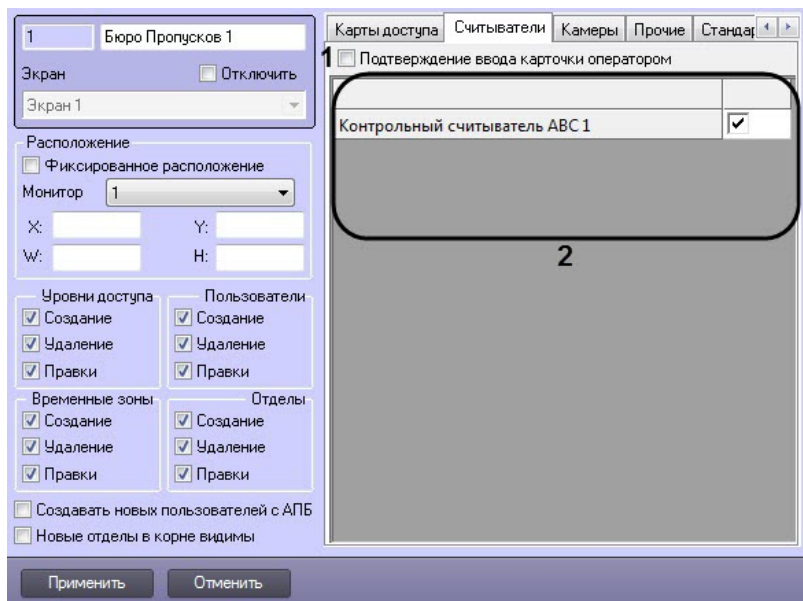 1
Бюро Пропусков 1
Экран
Отключить
Экран 1
Расположение
Фиксированное расположение
Монитор
1
X:
Y:
W:
H:
Уровни доступа
Пользователи
Создание
Создание
Удаление
Удаление
Правки
Правки
Временные зоны
Отделы
Создание
Создание
Удаление
Удаление
Правки
Правки
Создавать новых пользователей с АПБ
Новые отделы в корне видимы
Карты доступа
Считыватели
Камеры
Прочие
Стандар
1
Подтверждение ввода карточки оператором
Контрольный считыватель ABC 1
2
Применить
Отменить